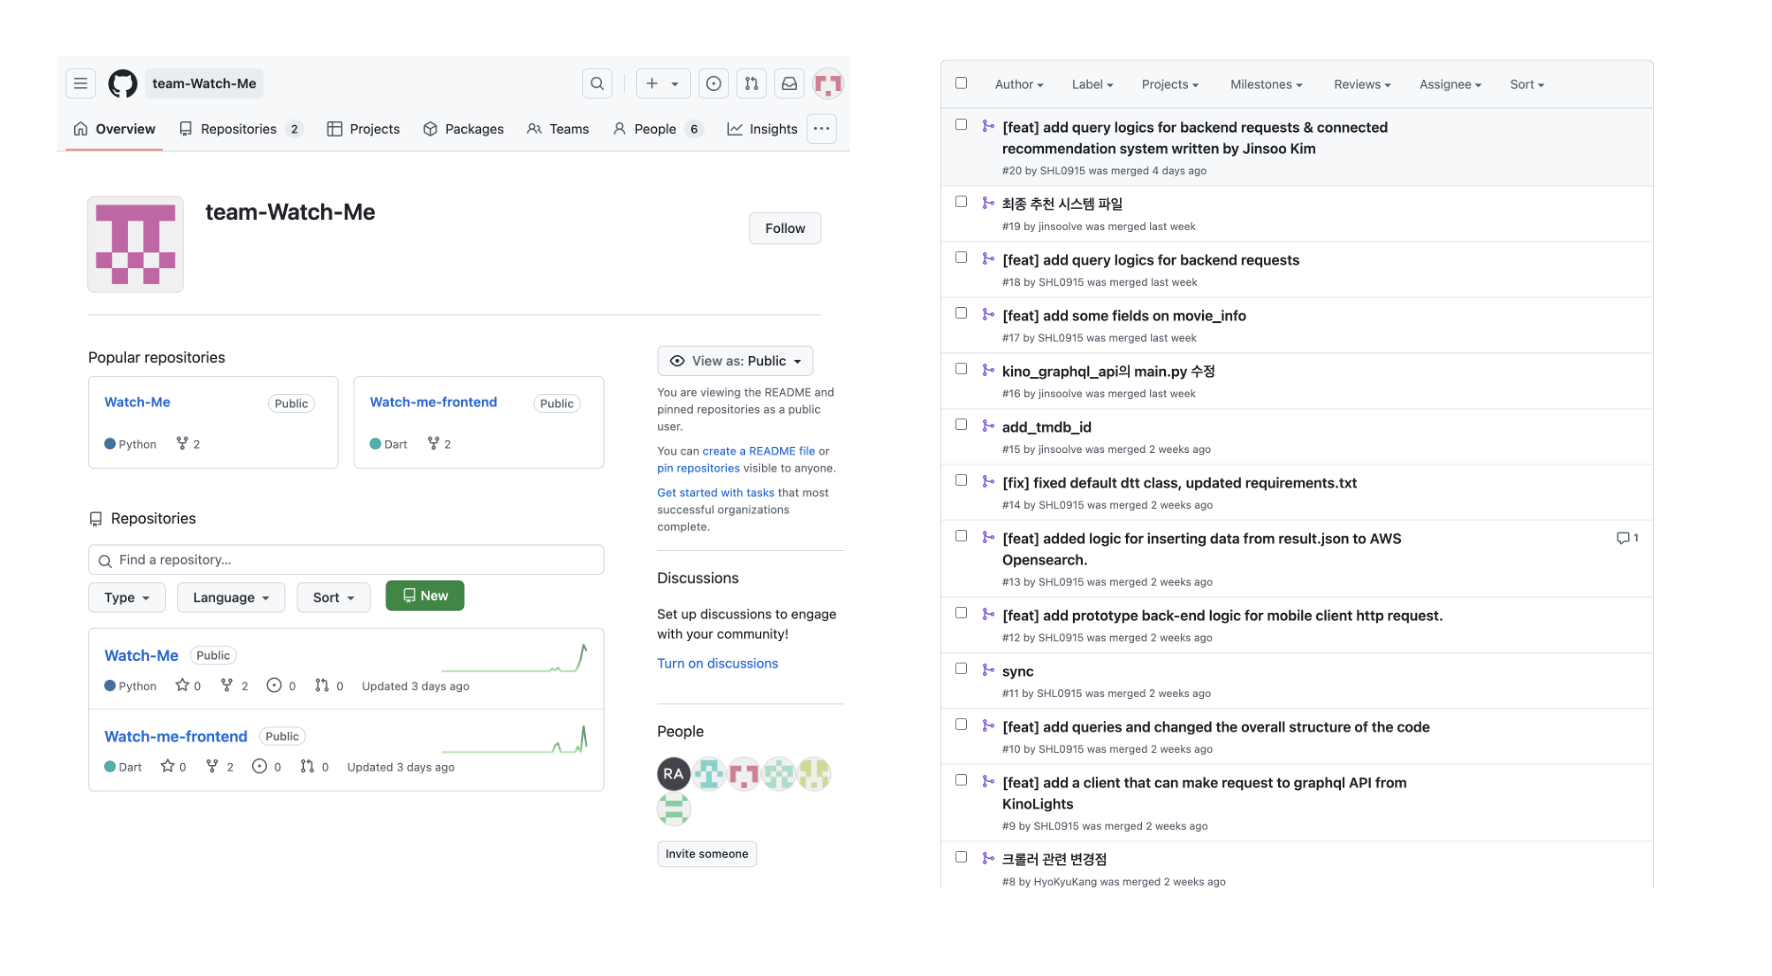 team-Watch-Me
Overview Repositories 2 Projects Packages Teams People 6 Insights
team-Watch-Me
Follow
Popular repositories
Watch-Me Public
Python 2
Watch-me-frontend Public
Dart 2
Repositories
Find a repository...
Type Language Sort New
Watch-Me Public
Python 0 2 0 0 Updated 3 days ago
Watch-me-frontend Public
Dart 0 2 0 0 Updated 3 days ago
View as: Public
You are viewing the README and
pinned repositories as a public
user.
You can create a README file or
pin repositories visible to anyone.
Get started with tasks that most
successful organizations
complete.
Discussions
Set up discussions to engage
with your community!
Turn on discussions
People
RA
Invite someone
Author Label Projects Milestones Reviews Assignee Sort
[feat] add query logics for backend requests & connected
recommendation system written by Jinsoo Kim
#20 by SHL0915 was merged 4 days ago
최종 추천 시스템 파일
#19 by jinsoolve was merged last week
[feat] add query logics for backend requests
#18 by SHL0915 was merged last week
[feat] add some fields on movie_info
#17 by SHL0915 was merged last week
kino_graphql_api의 main.py 수정
#16 by jinsoolve was merged last week
add_tmdb_id
#15 by jinsoolve was merged 2 weeks ago
[fix] fixed default dtt class, updated requirements.txt
#14 by SHL0915 was merged 2 weeks ago
[feat] added logic for inserting data from result.json to AWS 1
Opensearch.
#13 by SHL0915 was merged 2 weeks ago
[feat] add prototype back-end logic for mobile client http request.
#12 by SHL0915 was merged 2 weeks ago
sync
#11 by SHL0915 was merged 2 weeks ago
[feat] add queries and changed the overall structure of the code
#10 by SHL0915 was merged 2 weeks ago
[feat] add a client that can make request to graphql API from
KinoLights
#9 by SHL0915 was merged 2 weeks ago
크롤러 관련 변경점
#8 by HyoKyuKang was merged 2 weeks ago